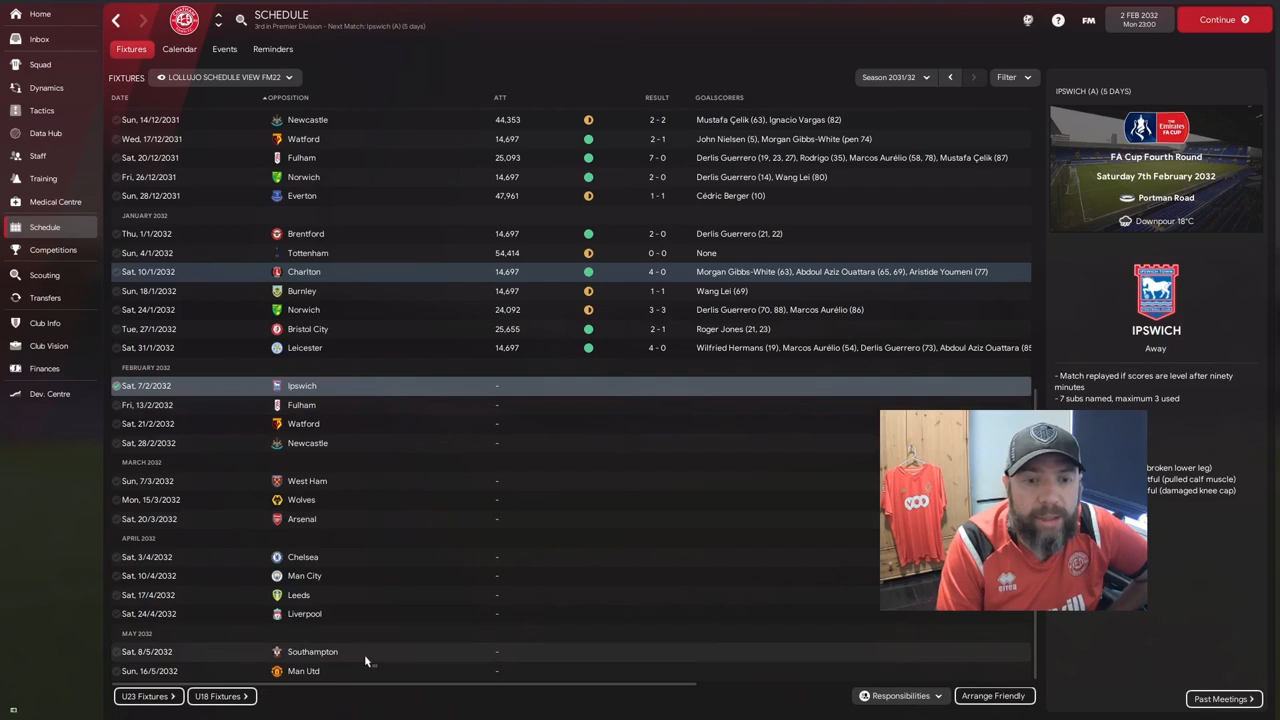 Home
Inbox
Squad
Dynamics
Tactics
Data Hub
Staff
Training
Medical Centre
Schedule
Competitions
Scouting
Transfers
Club Info
Club Vision
Finances
Dev. Centre
SCHEDULE
3rd in Premier Division - Next Match: Ipswich (A) (5 days)
?
FM
2 FEB 2032
Mon 23:00
Continue
Fixtures Calendar Events Reminders
FIXTURES LOLLUJO SCHEDULE VIEW FM22 Season 2031/32 Filter
DATE OPPOSITION ATT RESULT GOALSCORERS
Sun, 14/12/2031 Newcastle 44,353 2 - 2 Mustafa Çelik (63), Ignacio Vargas (82)
Wed, 17/12/2031 Watford 14,697 2 - 1 John Nielsen (5), Morgan Gibbs-White (pen 74)
Sat, 20/12/2031 Fulham 25,093 7 - 0 Derlis Guerrero (19, 23, 27), Rodrigo (35), Marcos Aurélio (58, 78), Mustafa Çelik (87)
Fri, 26/12/2031 Norwich 14,697 2 - 0 Derlis Guerrero (14), Wang Lei (80)
Sun, 28/12/2031 Everton 47,961 1 - 1 Cédric Berger (10)
JANUARY 2032
Thu, 1/1/2032 Brentford 14,697 2 - 0 Derlis Guerrero (21, 22)
Sun, 4/1/2032 Tottenham 54,414 0 - 0 None
Sat, 10/1/2032 Charlton 14,697 4 - 0 Morgan Gibbs-White (63), Abdoul Aziz Ouattara (65, 69), Aristide Youmeni (77)
Sun, 18/1/2032 Burnley 14,697 1 - 1 Wang Lei (69)
Sat, 24/1/2032 Norwich 24,092 3 - 3 Derlis Guerrero (70, 88), Marcos Aurélio (86)
Tue, 27/1/2032 Bristol City 25,655 2 - 1 Roger Jones (21, 23)
Sat, 31/1/2032 Leicester 14,697 4 - 0 Wilfried Hermans (19), Marcos Aurélio (54), Derlis Guerrero (73), Abdoul Aziz Ouattara (85
FEBRUARY 2032
Sat, 7/2/2032 Ipswich -
Fri, 13/2/2032 Fulham -
Sat, 21/2/2032 Watford -
Sat, 28/2/2032 Newcastle -
MARCH 2032
Sun, 7/3/2032 West Ham -
Mon, 15/3/2032 Wolves -
Sat, 20/3/2032 Arsenal -
APRIL 2032
Sat, 3/4/2032 Chelsea -
Sat, 10/4/2032 Man City -
Sat, 17/4/2032 Leeds -
Sat, 24/4/2032 Liverpool -
MAY 2032
Sat, 8/5/2032 Southampton -
Sun, 16/5/2032 Man Utd -
U23 Fixtures U18 Fixtures Responsibilities Arrange Friendly
IPSWICH (A) (5 DAYS)
FA Cup Fourth Round
Saturday 7th February 2032
Portman Road
Downpour 18°C
IPSWICH
Away
- Match replayed if scores are level after ninety
minutes
- 7 subs named, maximum 3 used
broken lower leg)
tful (pulled calf muscle)
ful (damaged knee cap)
Past Meetings
VOO
errea